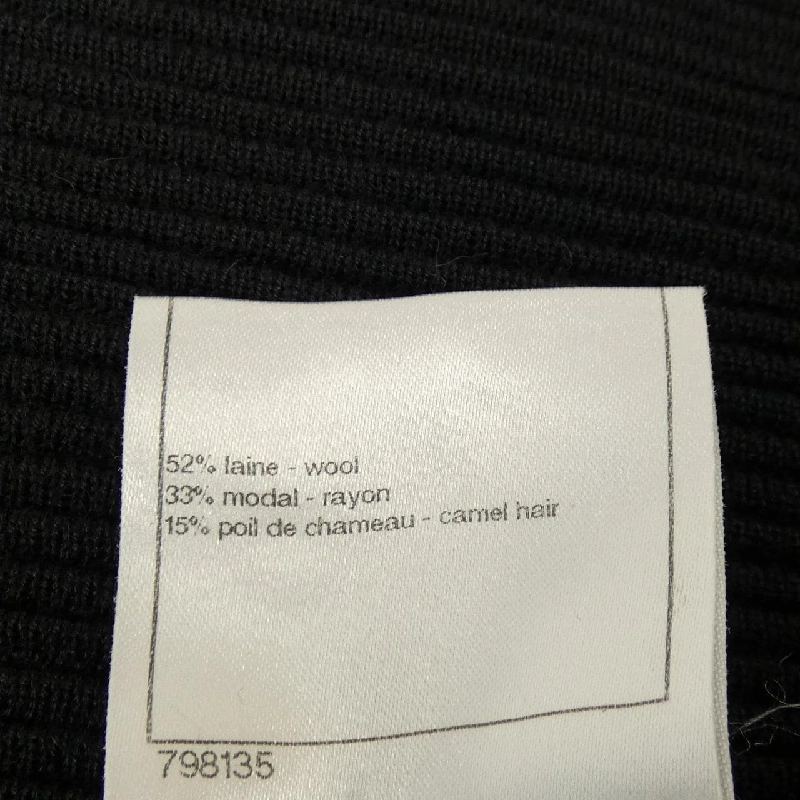 52% laine - wool
33% modal - rayon
15% poil de chameau - camel hair
798135